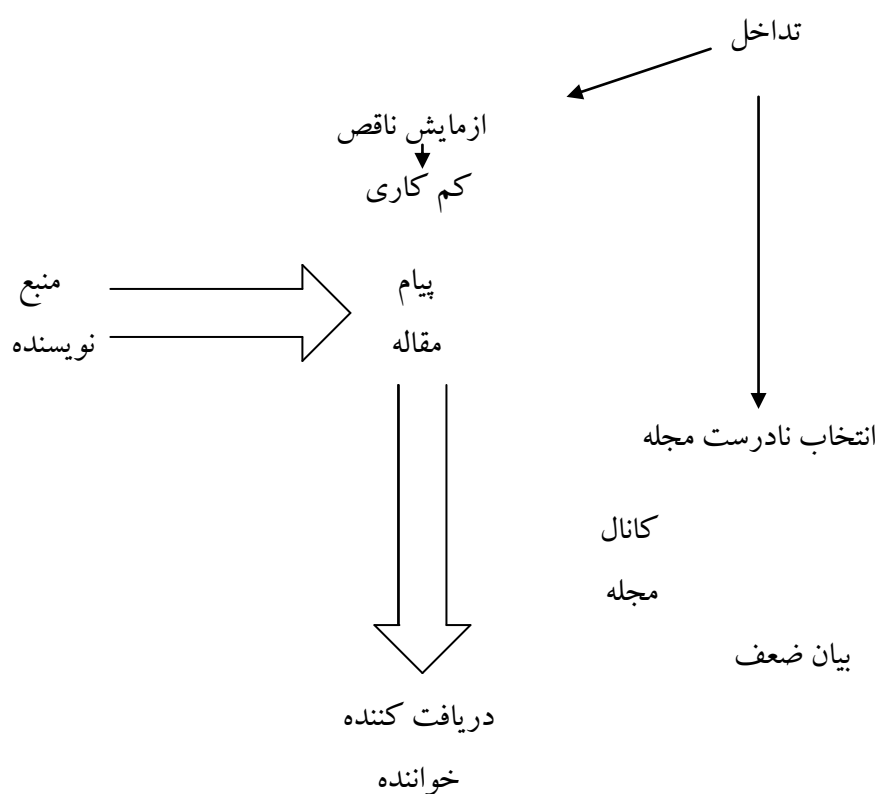 تداخل
ازمایش ناقص
کم کاری
منبع
پیام
نویسنده
مقاله
انتخاب نادرست مجله
کانال
مجله
بیان ضعف
دریافت کننده
خواننده